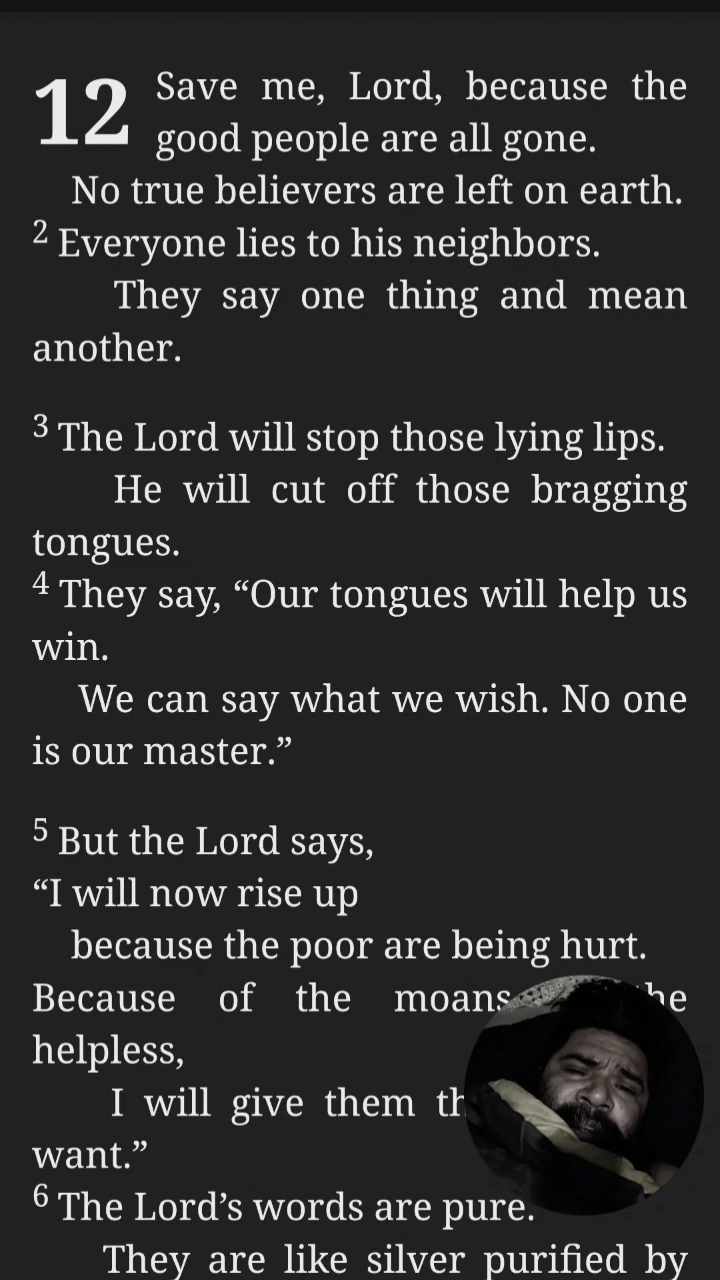 12 Save me, Lord, because the
good people are all gone.
No true believers are left on earth.
2 Everyone lies to his neighbors.
They say one thing and mean
another.
3 The Lord will stop those lying lips.
He will cut off those bragging
tongues.
4 They say, “Our tongues will help us
win.
We can say what we wish. No one
is our master.”
5 But the Lord says,
“I will now rise up
because the poor are being hurt.
Because of the moans
helpless,
I will give them
want.”
6 The Lord’s words are pure.
They are like silver purified by